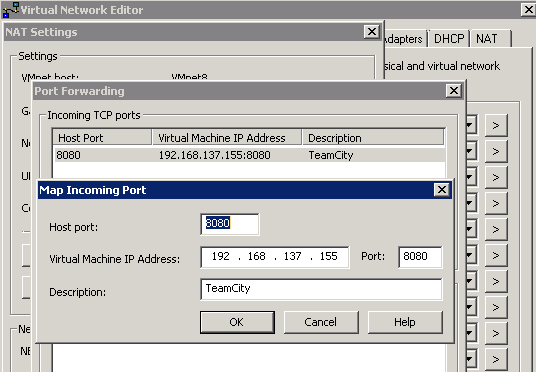 Virtual Network Editor
NAT Settings
Adapters DHCP NAT
Settings
VMnet host: VMnet8
sical and virtual network
Port Forwarding
Incoming TCP ports
Host Port Virtual Machine IP Address Description
8080 192.168.137.155:8080 TeamCity
Map Incoming Port
Host port: 8080
Virtual Machine IP Address: 192 . 168 . 137 . 155 Port: 8080
Description: TeamCity
OK Cancel Help
> > > > > > > > >